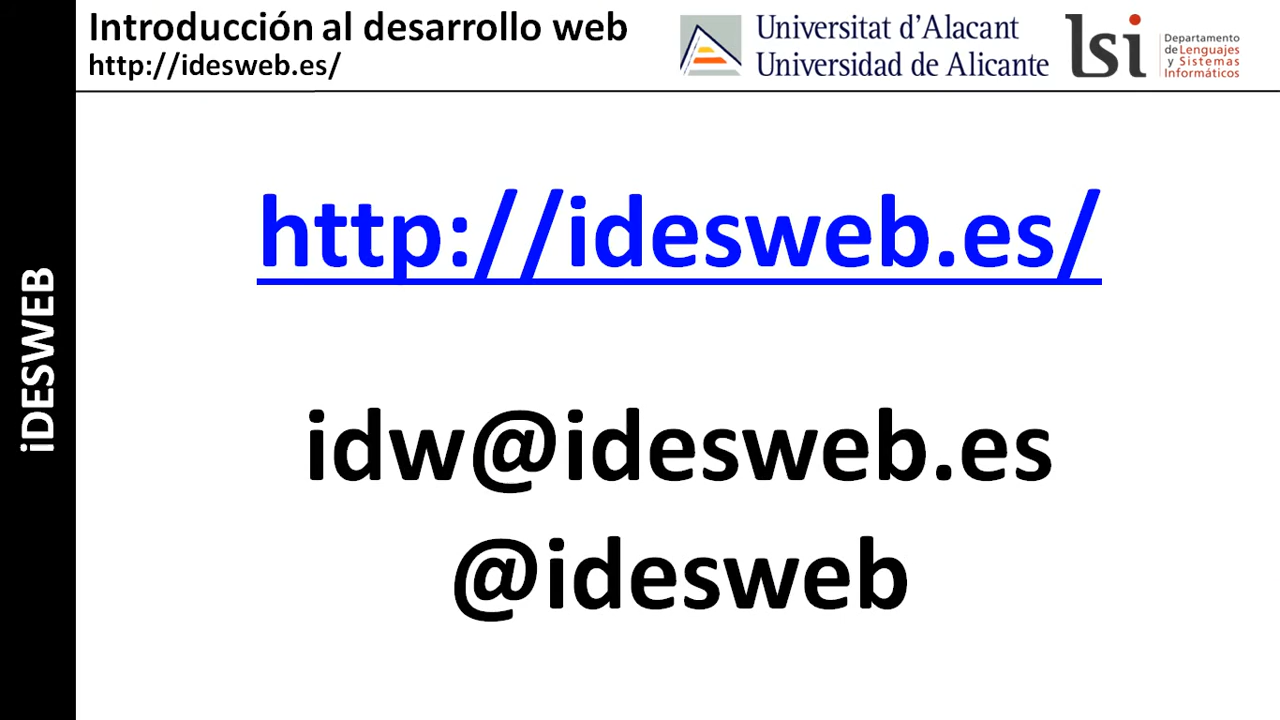 Introducción al desarrollo web
http://idesweb.es/
Universitat d'Alacant
Universidad de Alicante
lsi
Departamento
de Lenguajes
y Sistemas
Informáticos
iDESWEB
http://idesweb.es/
idw@idesweb.es
@idesweb